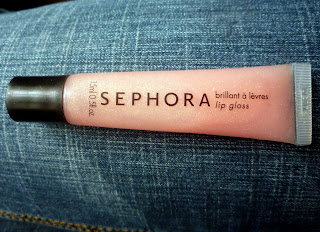 SEPHORA
brillant à lèvres
lip gloss